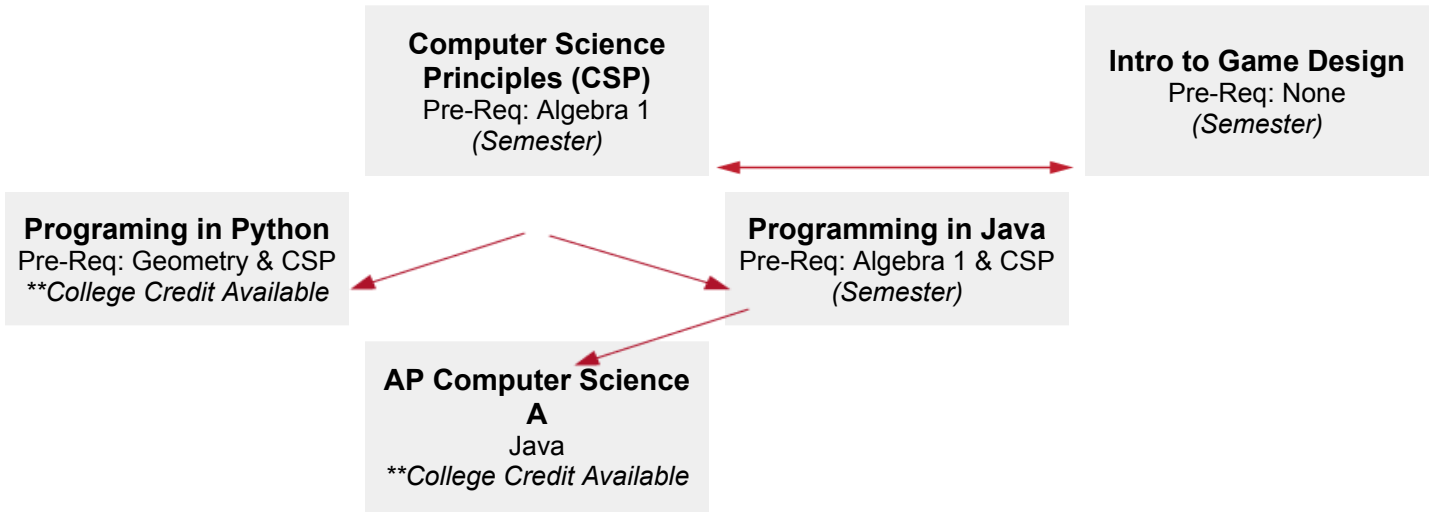 Computer Science
Principles (CSP)
Pre-Req: Algebra 1
(Semester)
Intro to Game Design
Pre-Req: None
(Semester)
Programing in Python
Pre-Req: Geometry & CSP
**College Credit Available
Programming in Java
Pre-Req: Algebra 1 & CSP
(Semester)
AP Computer Science
A
Java
**College Credit Available